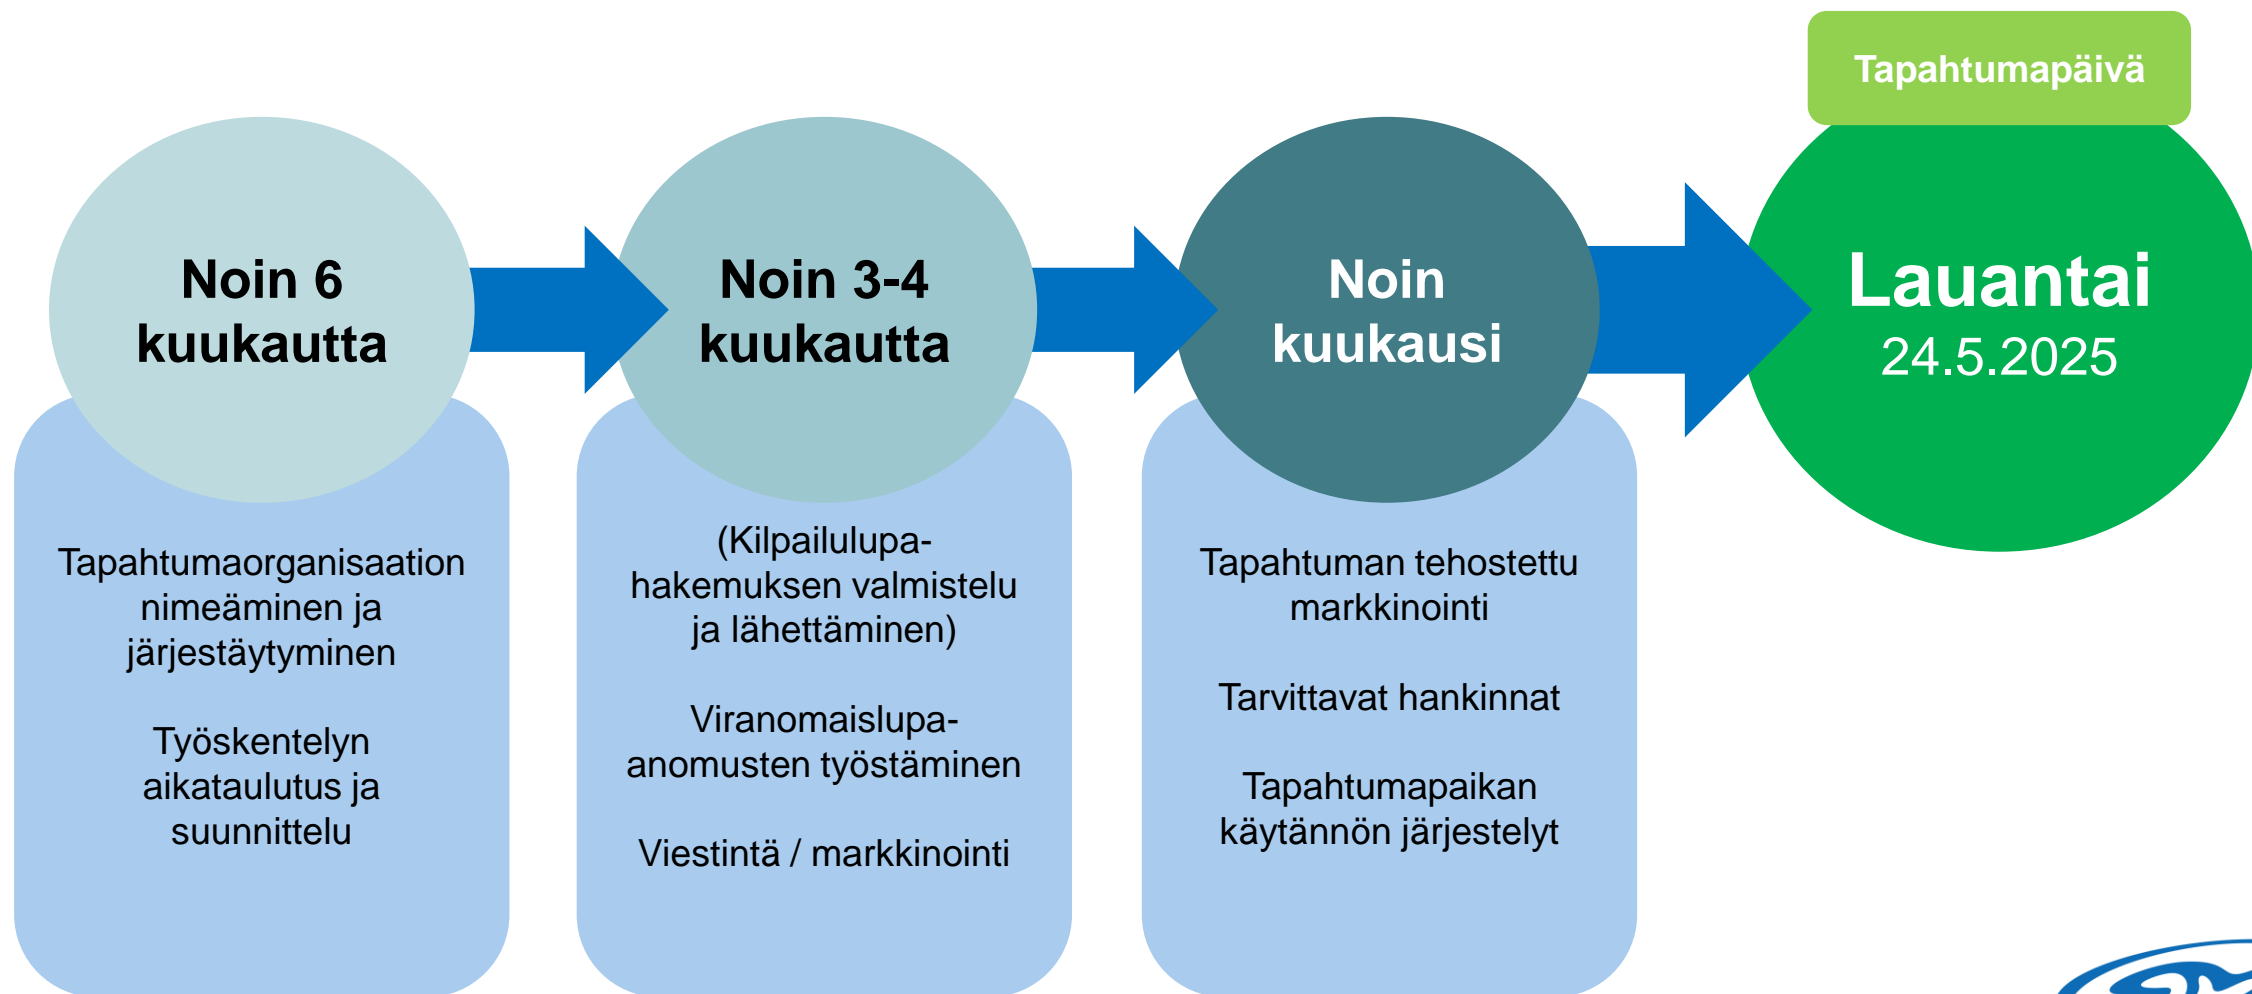 Tapahtumapäivä
Noin 6
kuukautta
Noin 3-4
kuukautta
Noin
kuukausi
Lauantai
24.5.2025
Tapahtumaorganisaation
nimeäminen ja
järjestäytyminen
Työskentelyn
aikataulutus ja
suunnittelu
(Kilpailulupa-
hakemuksen valmistelu
ja lähettäminen)
Viranomaislupa-
anomusten työstäminen
Viestintä / markkinointi
Tapahtuman tehostettu
markkinointi
Tarvittavat hankinnat
Tapahtumapaikan
käytännön järjestelyt